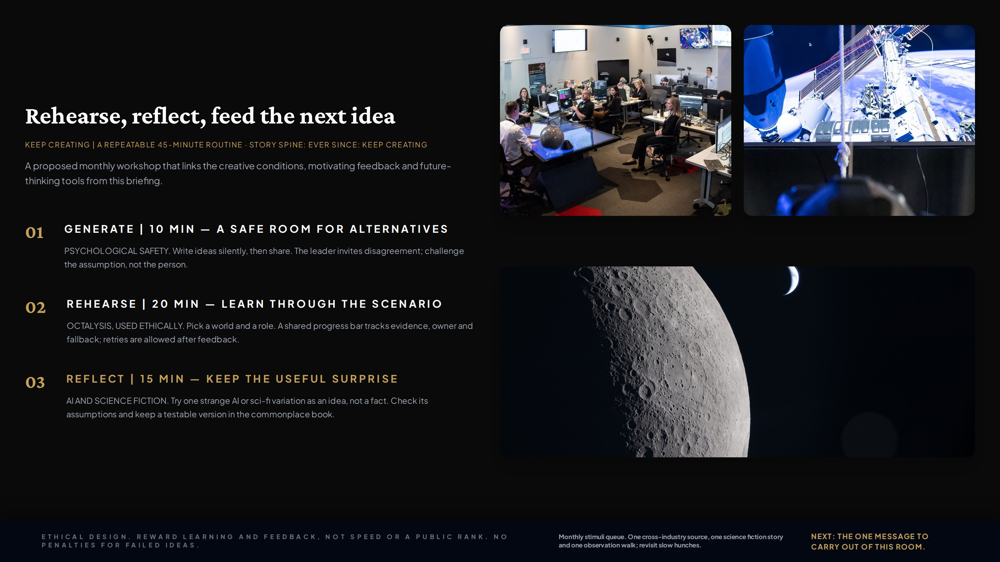 Rehearse, reflect, feed the next idea
KEEP CREATING | A REPEATABLE 45-MINUTE ROUTINE · STORY SPINE: EVER SINCE: KEEP CREATING
A proposed monthly workshop that links the creative conditions, motivating feedback and future-
thinking tools from this briefing.
01
GENERATE | 10 MIN — A SAFE ROOM FOR ALTERNATIVES
PSYCHOLOGICAL SAFETY. Write ideas silently, then share. The leader invites disagreement; challenge
the assumption, not the person.
02
REHEARSE | 20 MIN — LEARN THROUGH THE SCENARIO
OCTALYSIS, USED ETHICALLY. Pick a world and a role. A shared progress bar tracks evidence, owner and
fallback; retries are allowed after feedback.
03
REFLECT | 15 MIN — KEEP THE USEFUL SURPRISE
AI AND SCIENCE FICTION. Try one strange AI or sci-fi variation as an idea, not a fact. Check its
assumptions and keep a testable version in the commonplace book.
EXIT
SCIENCE
ETHICAL DESIGN. REWARD LEARNING AND FEEDBACK, NOT SPEED OR A PUBLIC RANK. NO
PENALTIES FOR FAILED IDEAS.
Monthly stimuli queue. One cross-industry source, one science fiction story
and one observation walk; revisit slow hunches.
NEXT: THE ONE MESSAGE TO
CARRY OUT OF THIS ROOM.